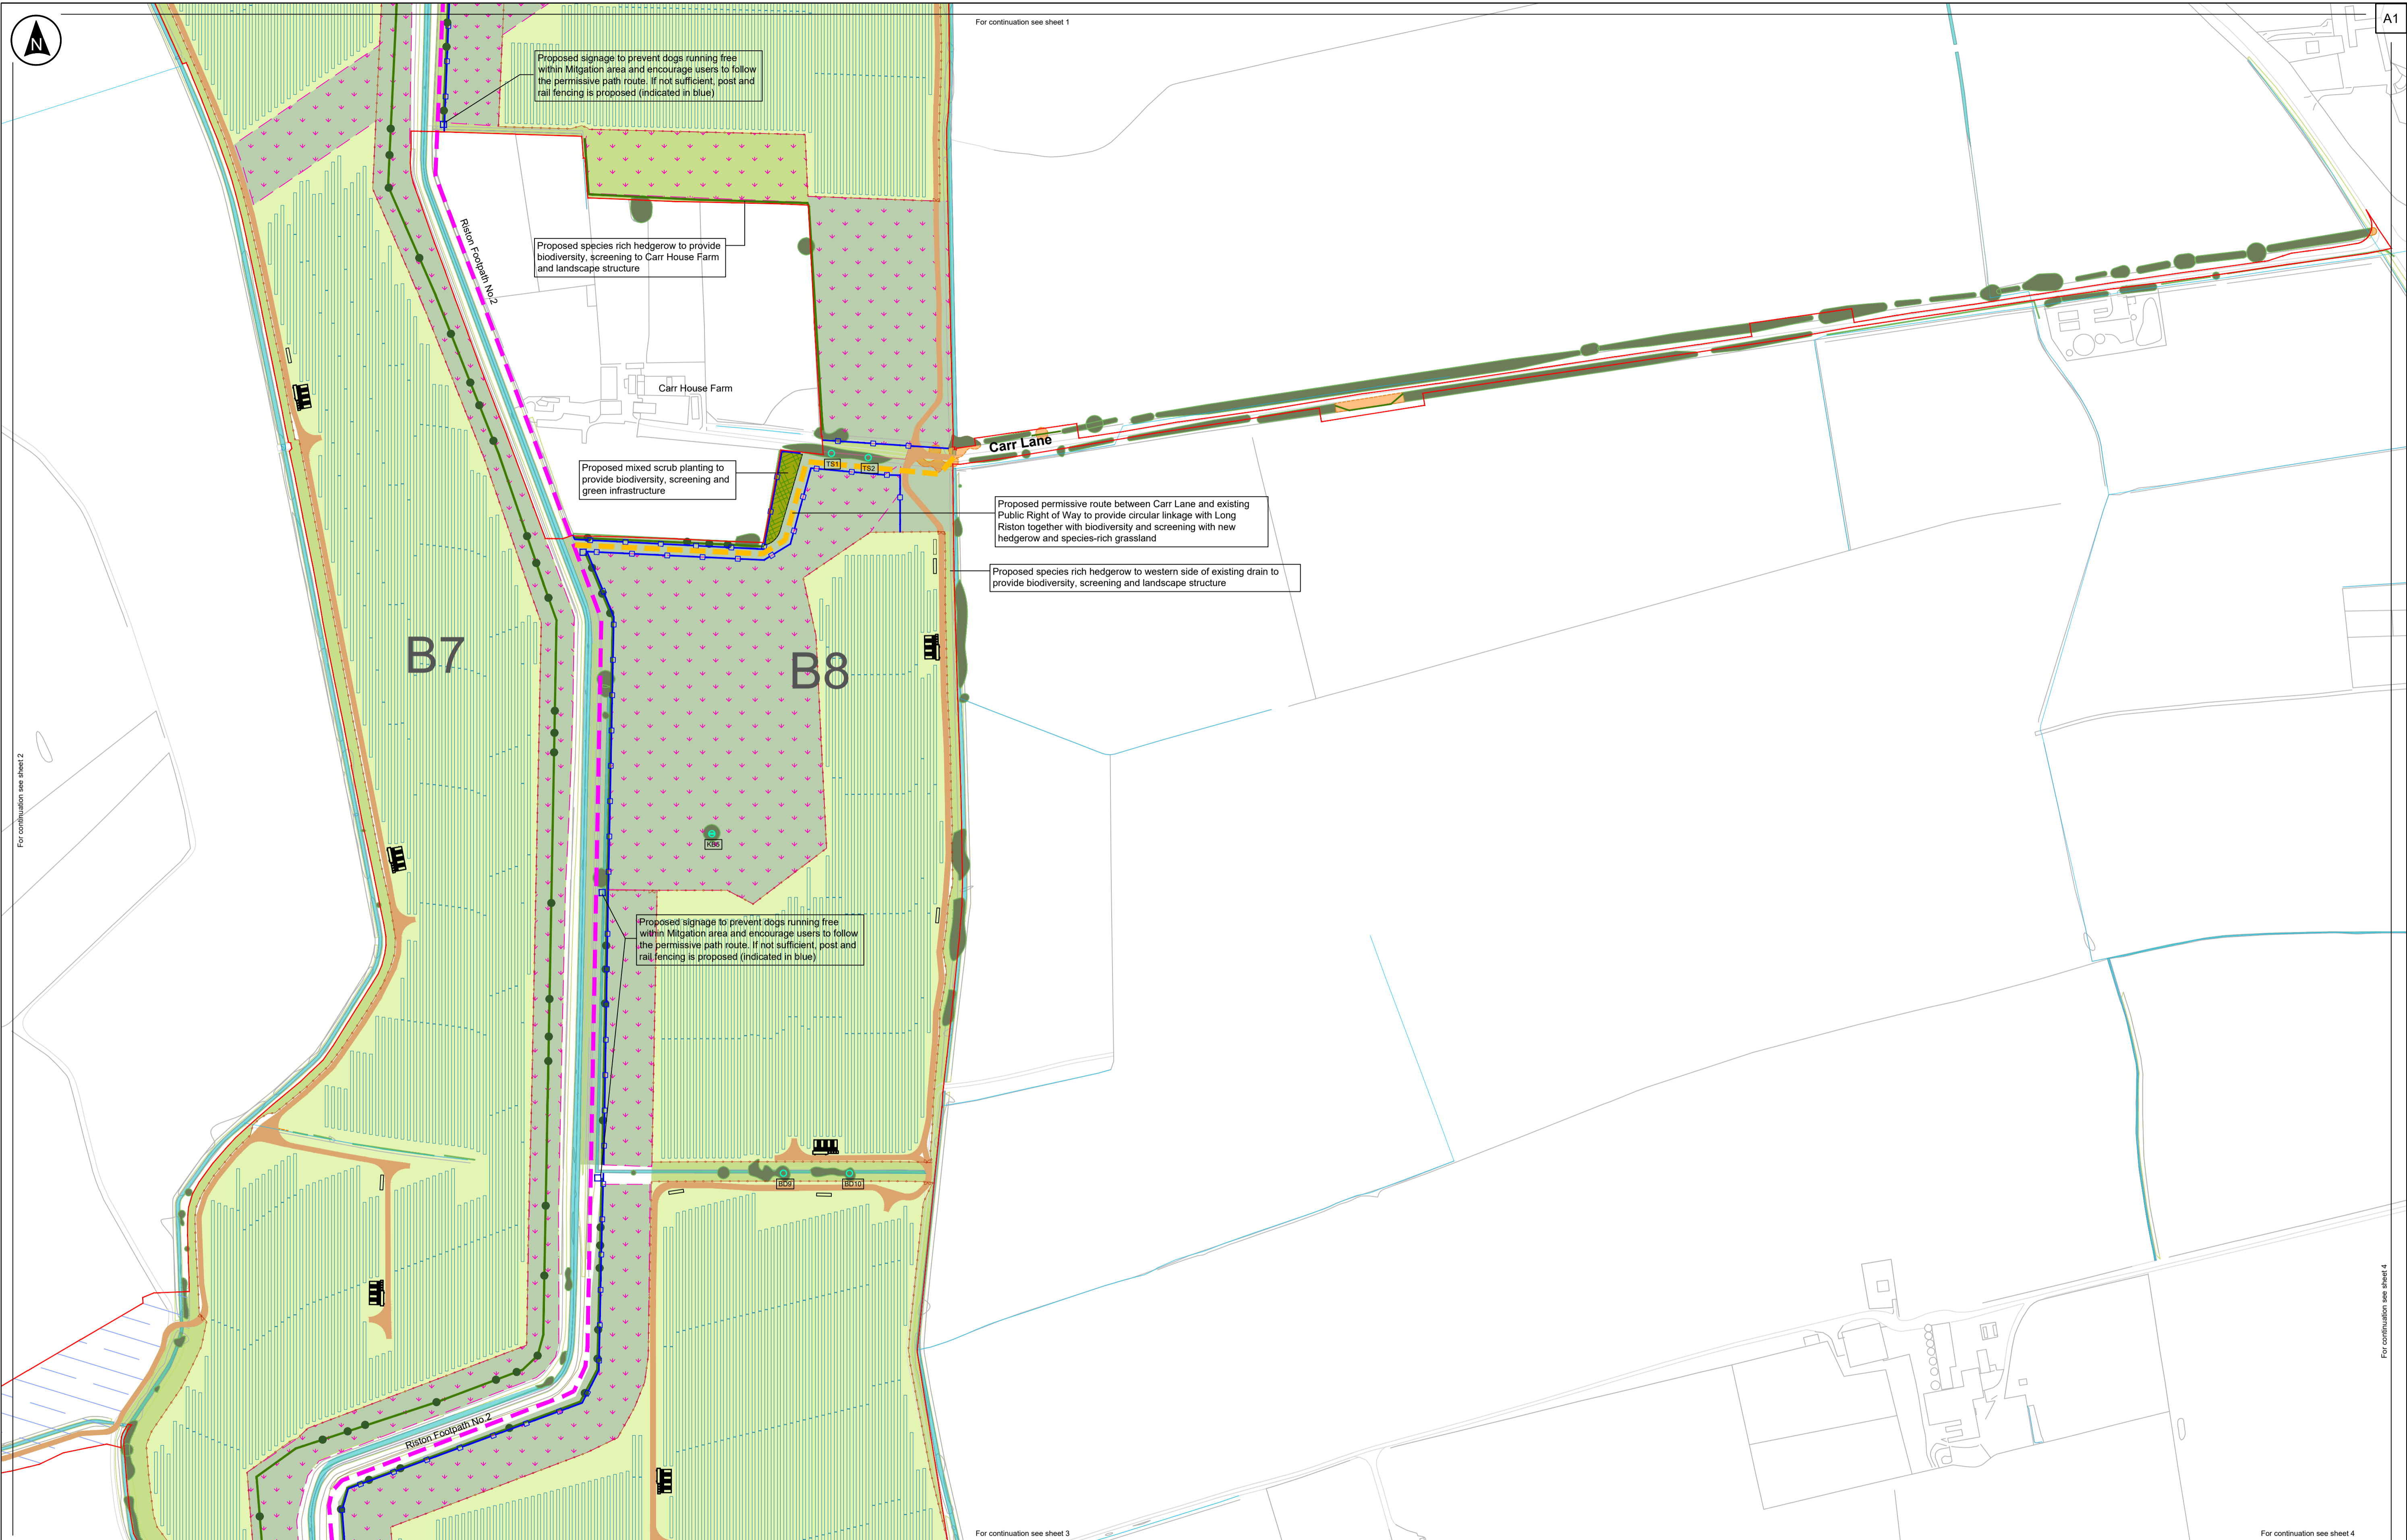 For continuation see sheet 1
A1
N
Proposed signage to prevent dogs running free
within Mitgation area and encourage users to follow
the permissive path route. If not sufficient, post and
rail fencing is proposed (indicated in blue)
Riston Footpath No.2
Proposed species rich hedgerow to provide
biodiversity, screening to Carr House Farm
and landscape structure
Carr House Farm
Carr Lane
Proposed mixed scrub planting to
provide biodiversity, screening and
green infrastructure
TS1
TS2
Proposed permissive route between Carr Lane and existing
Public Right of Way to provide circular linkage with Long
Riston together with biodiversity and screening with new
hedgerow and species-rich grassland
Proposed species rich hedgerow to western side of existing drain to
provide biodiversity, screening and landscape structure
B7
B8
For continuation see sheet 2
KB6
Proposed signage to prevent dogs running free
within Mitgation area and encourage users to follow
the permissive path route. If not sufficient, post and
rail fencing is proposed (indicated in blue)
BD9
BD10
For continuation see sheet 4
Riston Footpath No.2
For continuation see sheet 3
For continuation see sheet 4